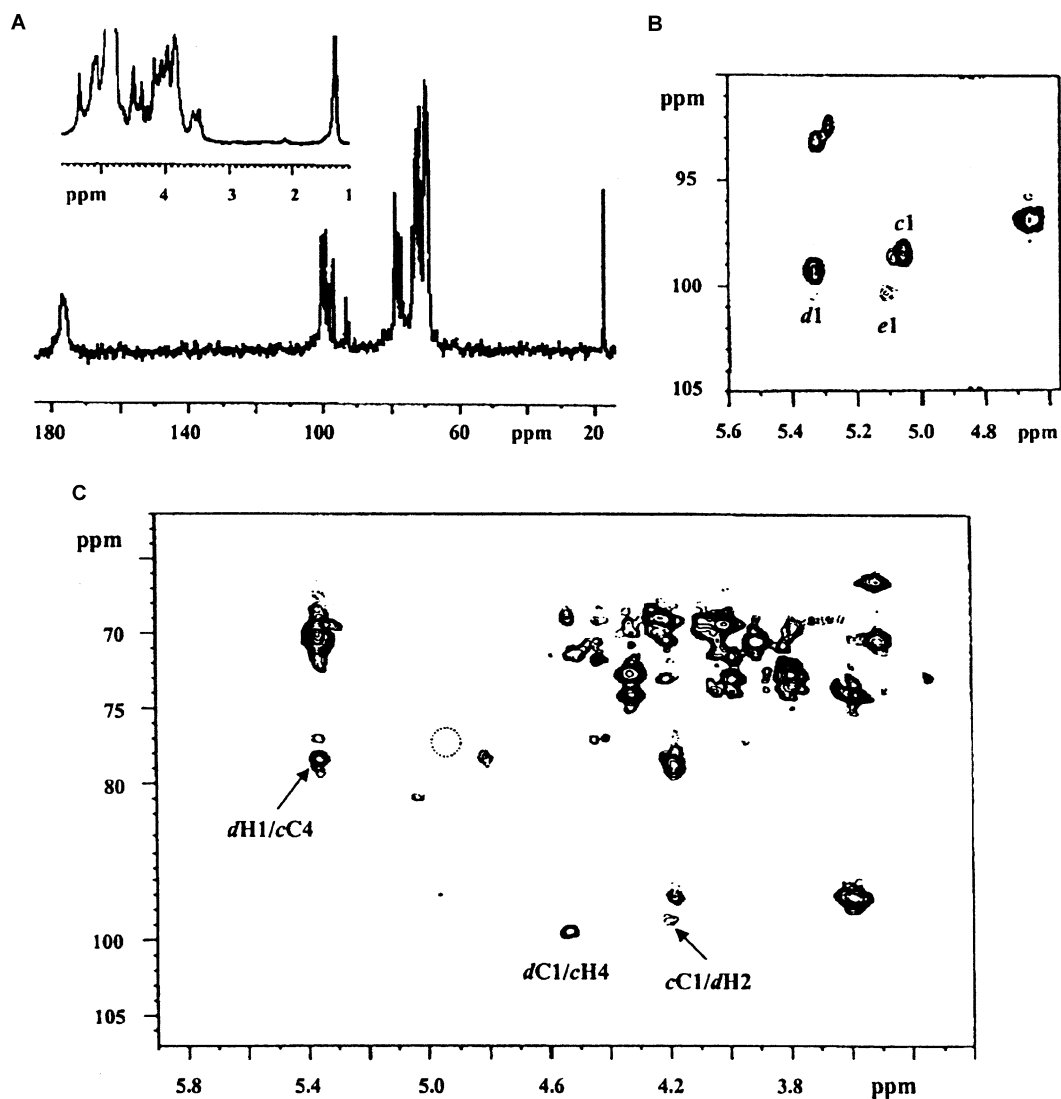 A
ppm 4 3 2 1
180 140 100 60 ppm 20
B
ppm
95
100
105
c
c1
d1 e1
5.6 5.4 5.2 5.0 4.8 ppm
C
ppm
70
75
80
100
105
dH1/cC4
dC1/cH4
cC1/dH2
5.8 5.4 5.0 4.6 4.2 3.8 ppm